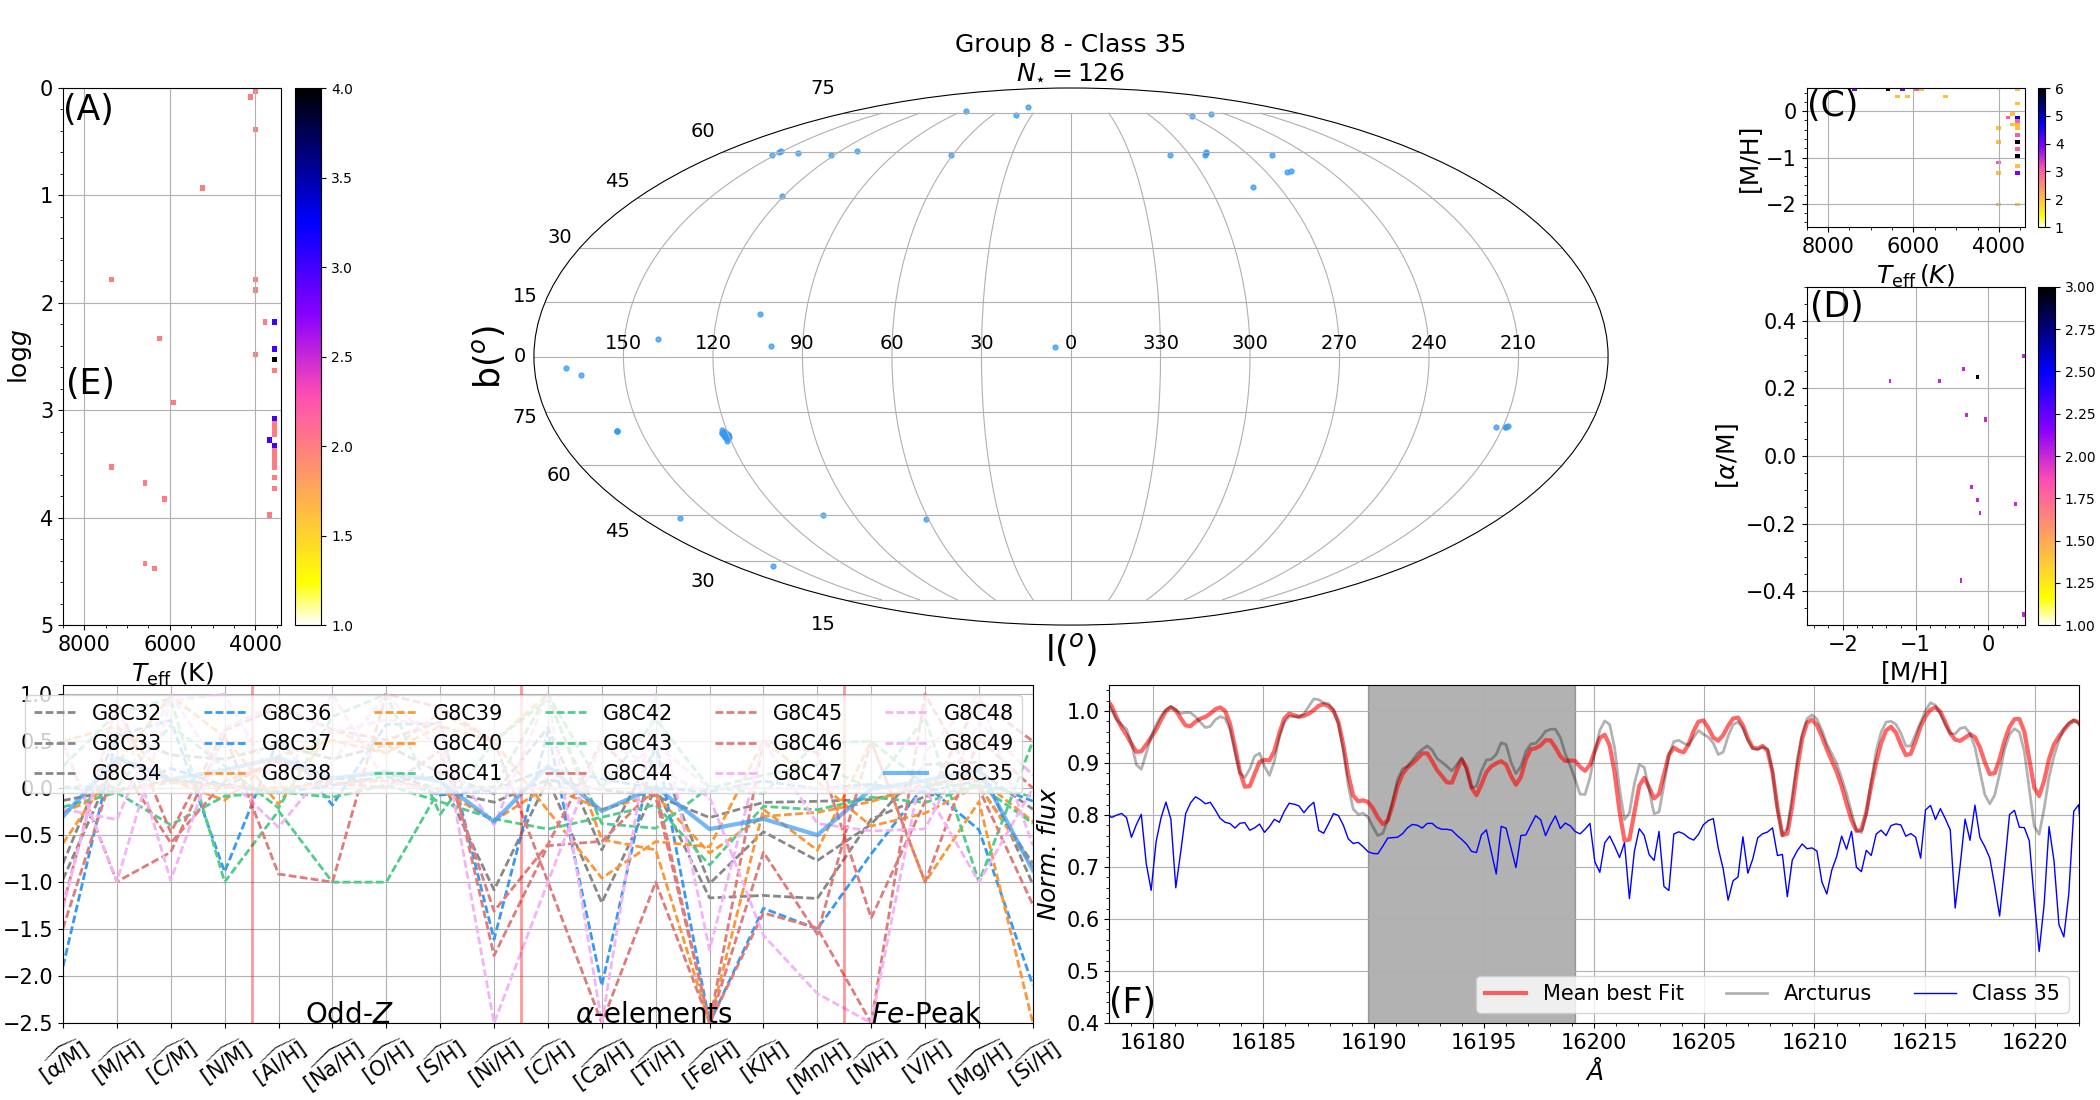 Group 8 - Class 35
N⋆ = 126
(A)
(E)
0
1
2
3
4
5
logg
8000 6000 4000
Teff (K)
4.0
3.5
3.0
2.5
2.0
1.5
1.0
75
60
45
30
15
0
75
60
45
30
15
b(o)
150 120 90 60 30 0 330 300 270 240 210
l(o)
(C)
0
−1
−2
[M/H]
8000 6000 4000
Teff (K)
6
5
4
3
2
1
(D)
0.4
0.2
0.0
−0.2
−0.4
[α/M]
−2 −1 0
[M/H]
3.00
2.75
2.50
2.25
2.00
1.75
1.50
1.25
1.00
1.0
0.5
0.0
−0.5
−1.0
−1.5
−2.0
−2.5
G8C32 G8C36 G8C39 G8C42 G8C45 G8C48
G8C33 G8C37 G8C40 G8C43 G8C46 G8C49
G8C34 G8C38 G8C41 G8C44 G8C47 G8C35
Odd-Z α-elements Fe-Peak
[α/M] [M/H] [C/M] [N/M] [Al/H] [Na/H] [O/H] [S/H] [Ni/H] [C/H] [Ca/H] [Ti/H] [Fe/H] [K/H] [Mn/H] [N/H] [V/H] [Mg/H] [Si/H]
1.0
0.9
0.8
0.7
0.6
0.5
0.4
Norm. flux
(F)
Mean best Fit Arcturus Class 35
16180 16185 16190 16195 16200 16205 16210 16215 16220
Å